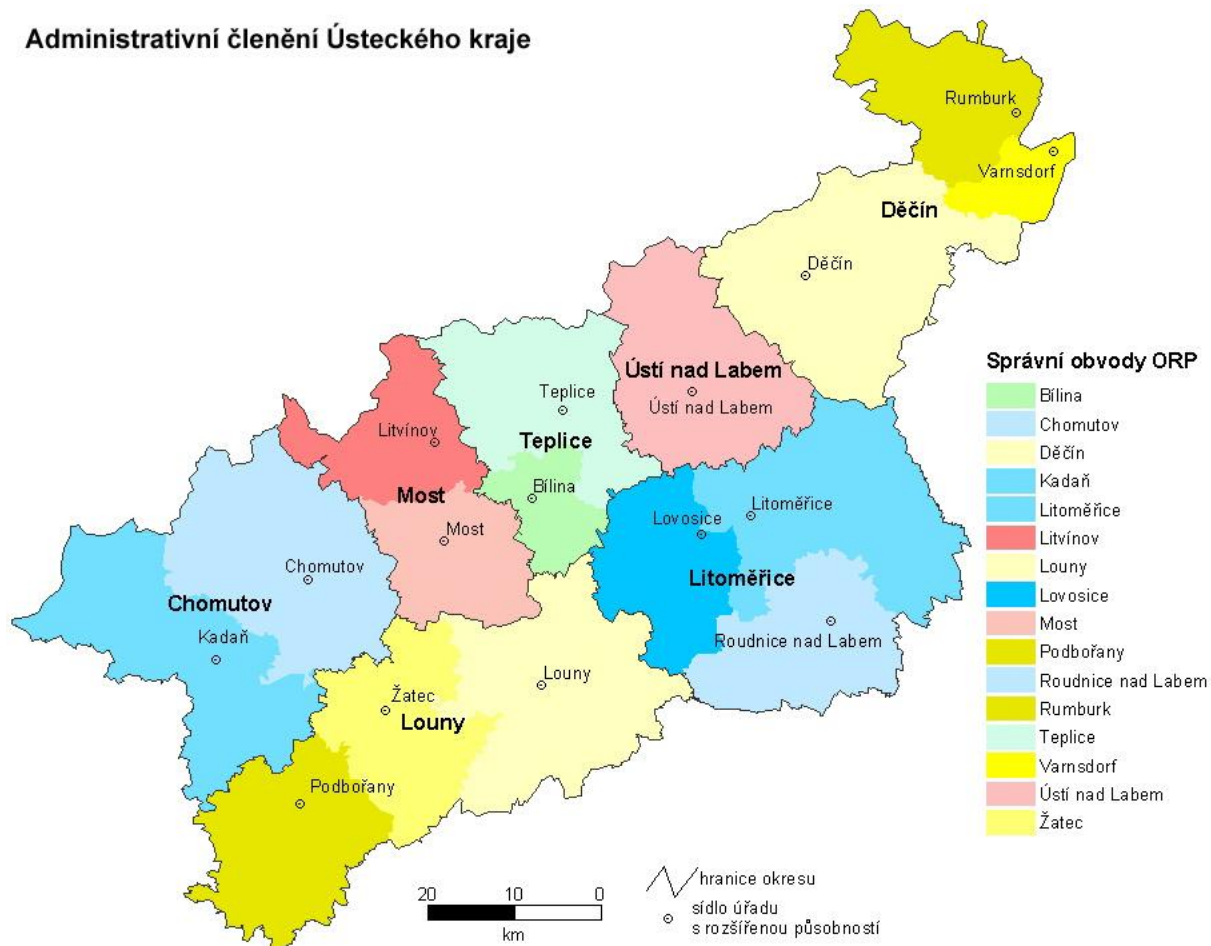 Administrativní členění Ústeckého kraje
Rumburk
Varnsdorf
Děčín
Děčín
Ústí nad Labem
Ústí nad Labem
Teplice
Teplice
Litvínov
Bílina
Most
Most
Litoměřice
Lovosice
Litoměřice
Roudnice nad Labem
Chomutov
Chomutov
Kadaň
Louny
Žatec
Louny
Podbořany
Správní obvody ORP
Bílina
Chomutov
Děčín
Kadaň
Litoměřice
Litvínov
Louny
Lovosice
Most
Podbořany
Roudnice nad Labem
Rumburk
Teplice
Varnsdorf
Ústí nad Labem
Žatec
20 10 0
km
hranice okresu
sídlo úřadu
s rozšířenou působností